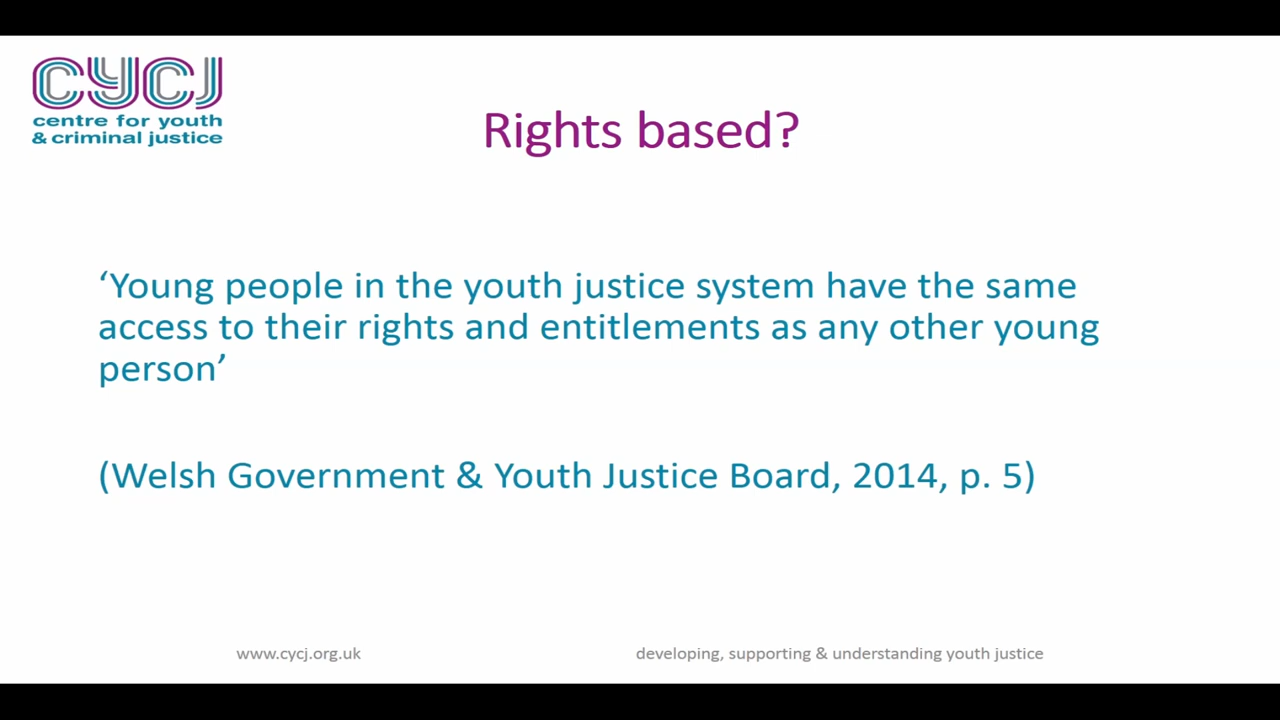 cycj
centre for youth
& criminal justice
Rights based?
‘Young people in the youth justice system have the same
access to their rights and entitlements as any other young
person’
(Welsh Government & Youth Justice Board, 2014, p. 5)
www.cycj.org.uk
developing, supporting & understanding youth justice